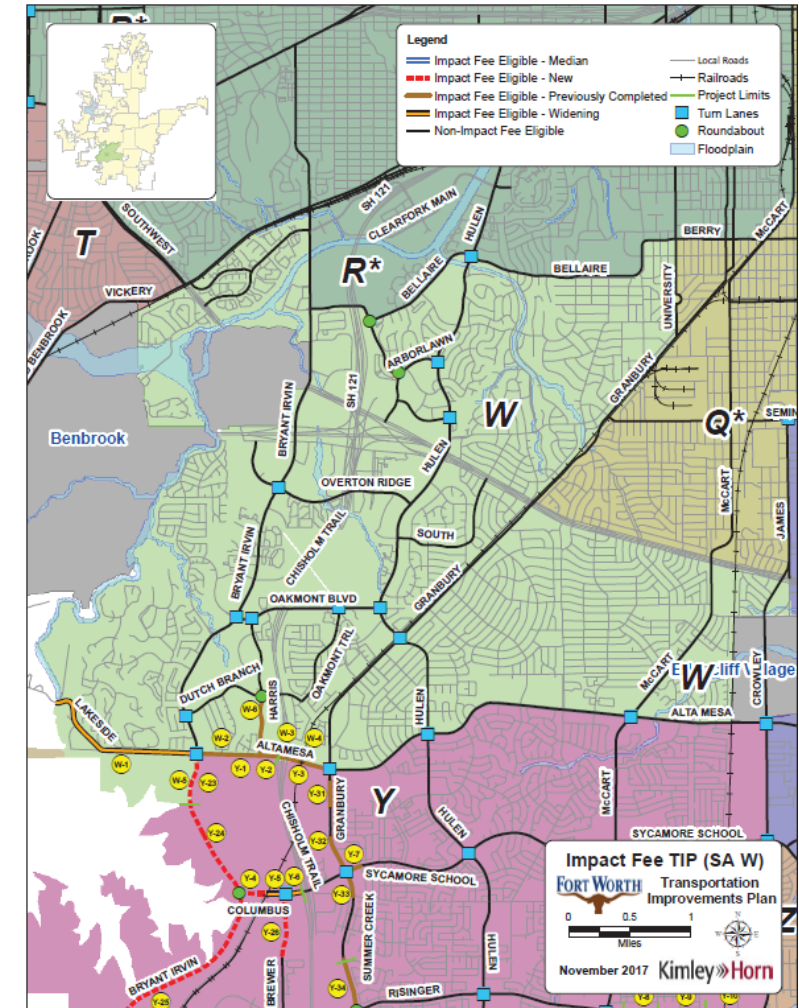 Legend
Impact Fee Eligible - Median
Impact Fee Eligible - New
Impact Fee Eligible - Previously Completed
Impact Fee Eligible - Widening
Non-Impact Fee Eligible
Local Roads
Railroads
Project Limits
Turn Lanes
Roundabout
Floodplain
SH 121
CLEARFORK MAIN
HULEN
McCART
SOUTHWEST
T
R*
BERRY
BELLAIRE
BELLAIRE
VICKERY
UNIVERSITY
BENBROOK
ARBORLAWN
SH 121
GRANBURY
BRYANT IRVIN
W
Q*
SEMIN
Benbrook
HULEN
OVERTON RIDGE
McCART
CHISHOLM TRAIL
SOUTH
JAMES
BRYANT IRVIN
GRANBURY
OAKMONT BLVD
OAKMONT TRL
DUTCH BRANCH
HARRIS
McCART
W
cliff Village
CROWLEY
LAKESIDE
W-6
HULEN
ALTA MESA
W-2
W-3
W-4
ALTAMESA
W-1
W-5
Y-23
Y-1
Y-2
Y-3
Y-31
Y
GRANBURY
McCART
CHISHOLM TRAIL
Y-24
Y-32
Y-7
HULEN
SYCAMORE SCHOOL
Y-4
Y-5
Y-6
SYCAMORE SCHOOL
Y-33
COLUMBUS
Y-26
SUMMER CREEK
HULEN
BRYANT IRVIN
BREWER
Y-34
RISINGER
Y-25
Y-8
Y-9
Y-10
Z
Impact Fee TIP (SA W)
FORT WORTH
Transportation
Improvements Plan
0 0.5 1
Miles
N
W E
S
November 2017
Kimley»Horn